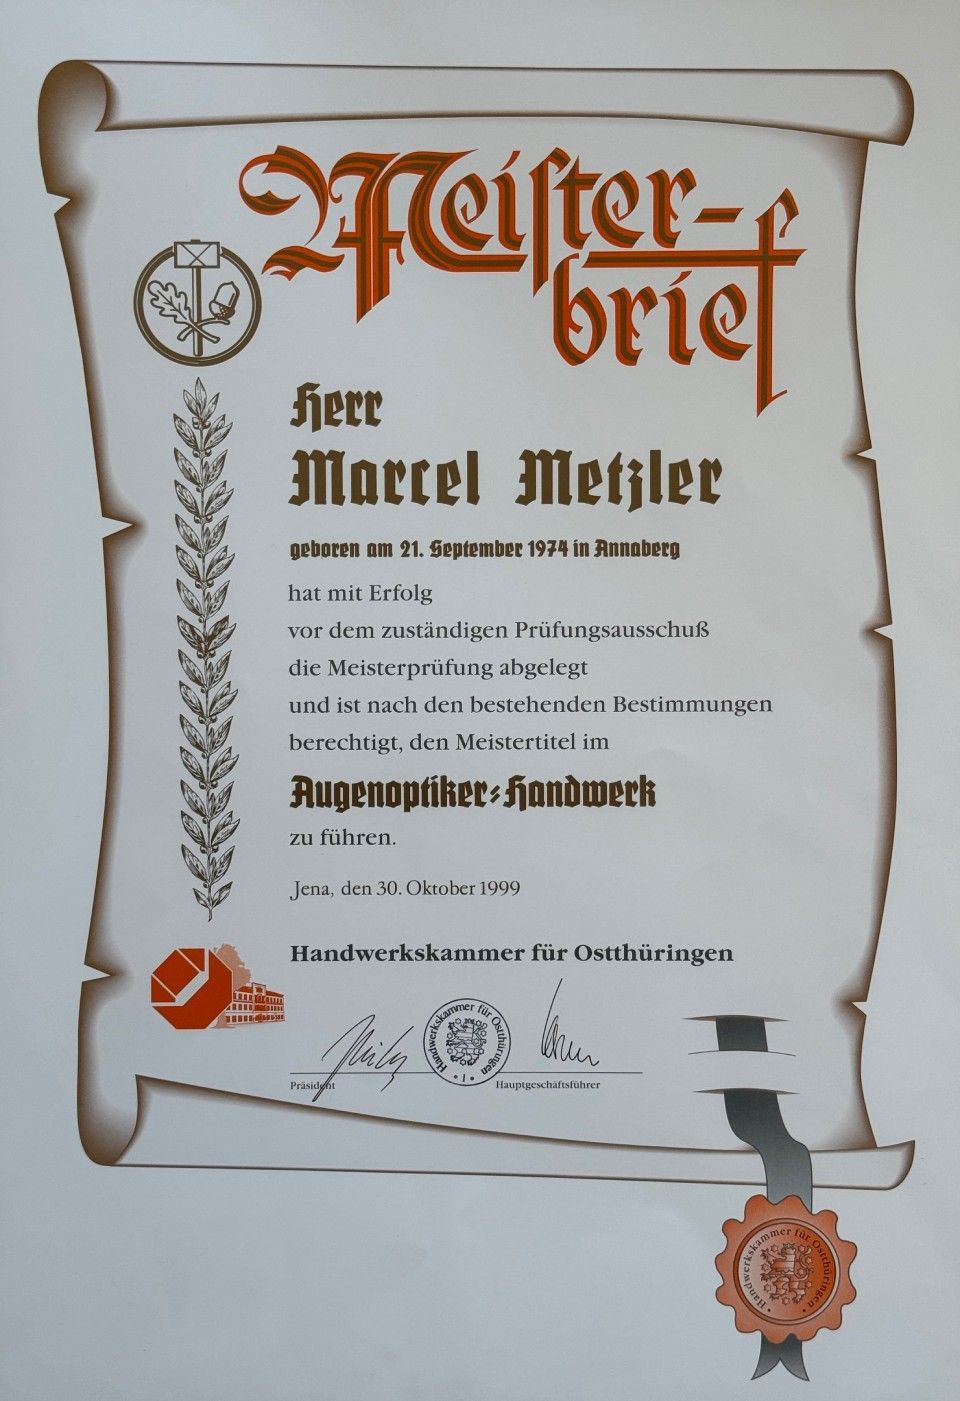 Meister-
brief
Herr
Marcel Metzler
geboren am 21. September 1974 in Annaberg
hat mit Erfolg
vor dem zuständigen Prüfungsausschuß
die Meisterprüfung abgelegt
und ist nach den bestehenden Bestimmungen
berechtigt, den Meistertitel im
Augenoptiker-Handwerk
zu führen.
Jena, den 30. Oktober 1999
Handwerkskammer für Ostthüringen
Handwerkskammer für Ostthüringen
• 1 •
Präsident
Hauptgeschäftsführer
• Handwerkskammer für Ostthüringen •